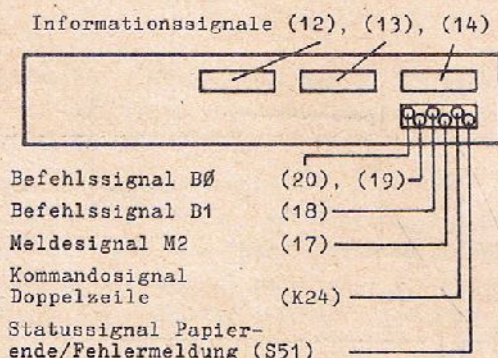 Informationssignale (12), (13), (14)
Befehlssignal BØ (20), (19)
Befehlssignal B1 (18)
Meldesignal M2 (17)
Kommandosignal
Doppelzeile (K24)
Statussignal Papier-
ende/Fehlermeldung (S51)